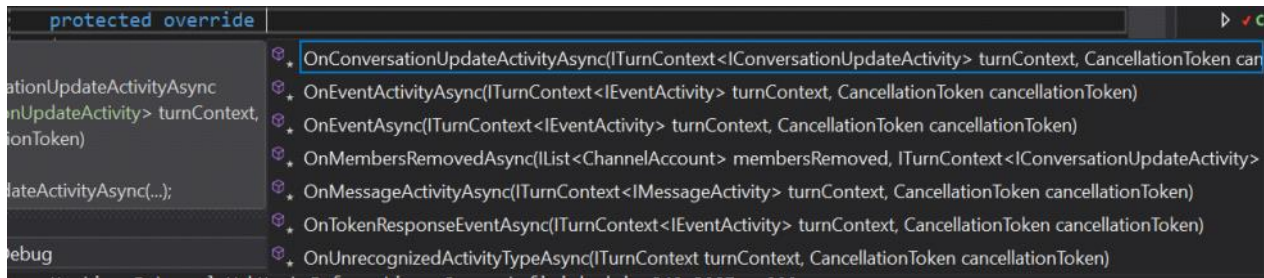 protected override
OnConversationUpdateActivityAsync(ITurnContext<IConversationUpdateActivity> turnContext, CancellationToken can
ationUpdateActivityAsync
OnEventActivityAsync(ITurnContext<IEventActivity> turnContext, CancellationToken cancellationToken)
nUpdateActivity> turnContext,
OnEventAsync(ITurnContext<IEventActivity> turnContext, CancellationToken cancellationToken)
ionToken)
OnMembersRemovedAsync(IList<ChannelAccount> membersRemoved, ITurnContext<IConversationUpdateActivity>
dateActivityAsync(...);
OnMessageActivityAsync(ITurnContext<IMessageActivity> turnContext, CancellationToken cancellationToken)
OnTokenResponseEventAsync(ITurnContext<IEventActivity> turnContext, CancellationToken cancellationToken)
Debug
OnUnrecognizedActivityTypeAsync(ITurnContext turnContext, CancellationToken cancellationToken)